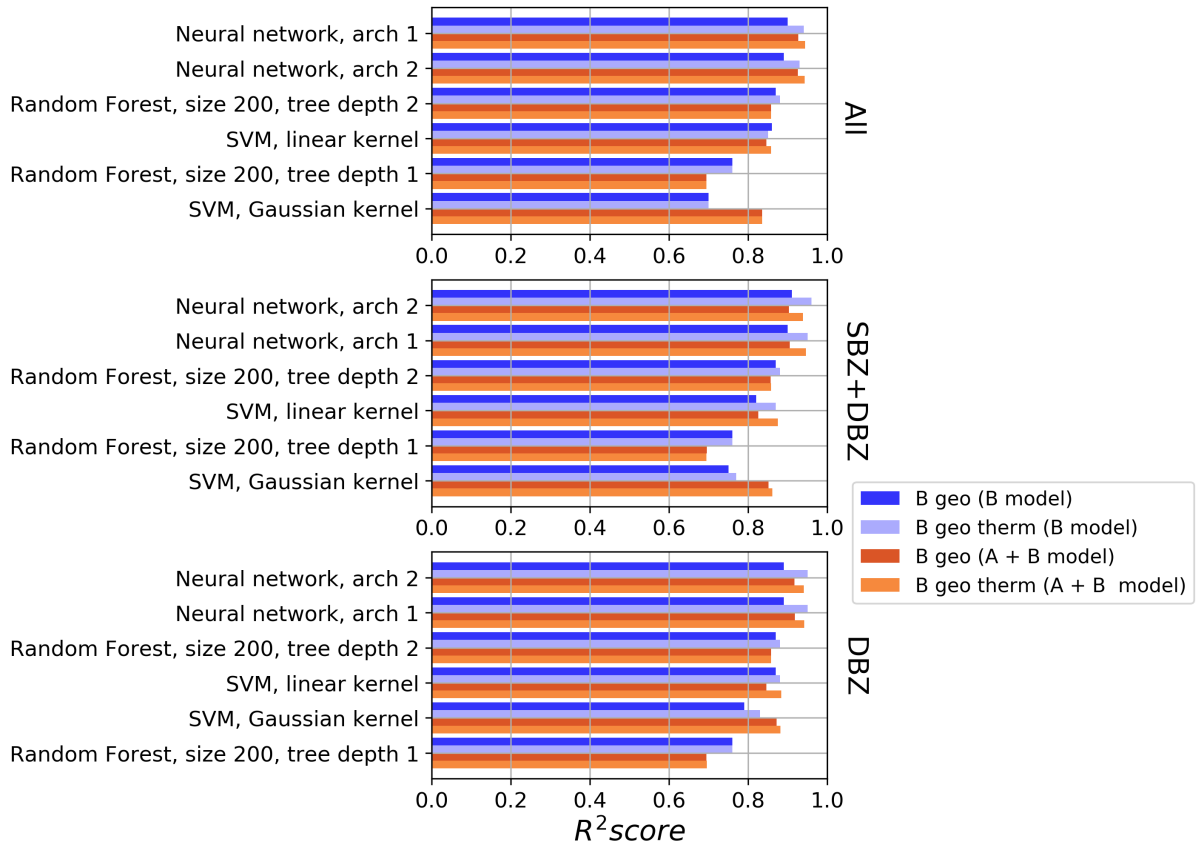 Neural network, arch 1
Neural network, arch 2
Random Forest, size 200, tree depth 2
SVM, linear kernel
Random Forest, size 200, tree depth 1
SVM, Gaussian kernel
0.0 0.2 0.4 0.6 0.8 1.0
All
Neural network, arch 2
Neural network, arch 1
Random Forest, size 200, tree depth 2
SVM, linear kernel
Random Forest, size 200, tree depth 1
SVM, Gaussian kernel
0.0 0.2 0.4 0.6 0.8 1.0
SBZ+DBZ
B geo (B model)
B geo therm (B model)
B geo (A + B model)
B geo therm (A + B model)
Neural network, arch 2
Neural network, arch 1
Random Forest, size 200, tree depth 2
SVM, linear kernel
SVM, Gaussian kernel
Random Forest, size 200, tree depth 1
0.0 0.2 0.4 0.6 0.8 1.0
DBZ
R²score